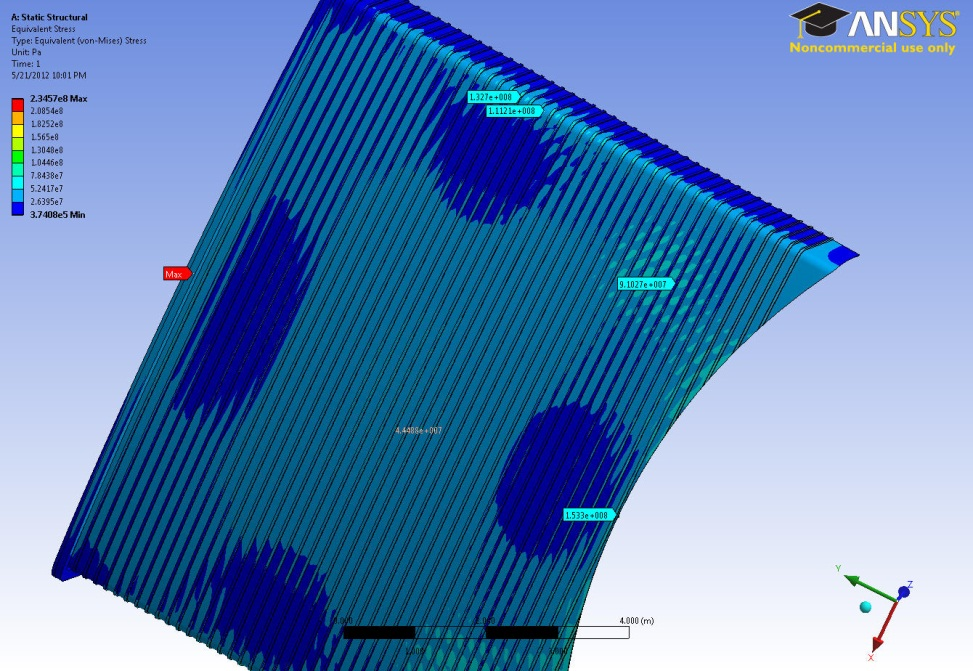 A: Static Structural
Equivalent Stress
Type: Equivalent (von-Mises) Stress
Unit: Pa
Time: 1
5/21/2012 10:01 PM
2.3457e8 Max
2.0854e8
1.8252e8
1.565e8
1.3048e8
1.0446e8
7.8438e7
5.2417e7
2.6395e7
3.7408e5 Min
ANSYS
Noncommercial use only
1.327e+008
1.1121e+008
Max
9.1027e+007
4.4408e+007
1.533e+008
Y
Z
X
4.000 (m)